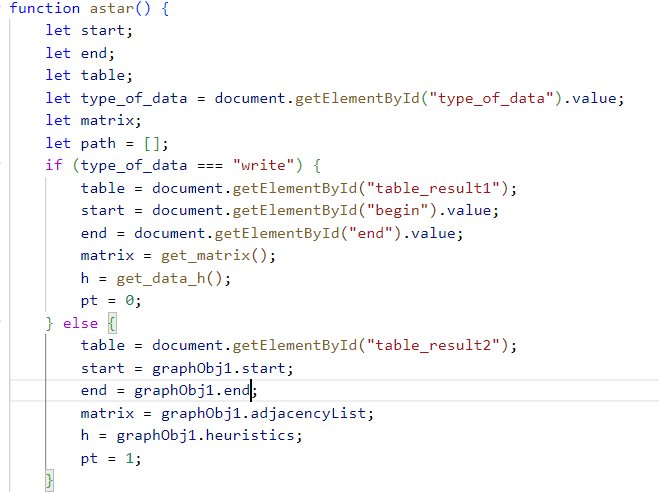 function astar() {
    let start;
    let end;
    let table;
    let type_of_data = document.getElementById("type_of_data").value;
    let matrix;
    let path = [];
    if (type_of_data === "write") {
        table = document.getElementById("table_result1");
        start = document.getElementById("begin").value;
        end = document.getElementById("end").value;
        matrix = get_matrix();
        h = get_data_h();
        pt = 0;
    } else {
        table = document.getElementById("table_result2");
        start = graphObj1.start;
        end = graphObj1.end;
        matrix = graphObj1.adjacencyList;
        h = graphObj1.heuristics;
        pt = 1;
    }